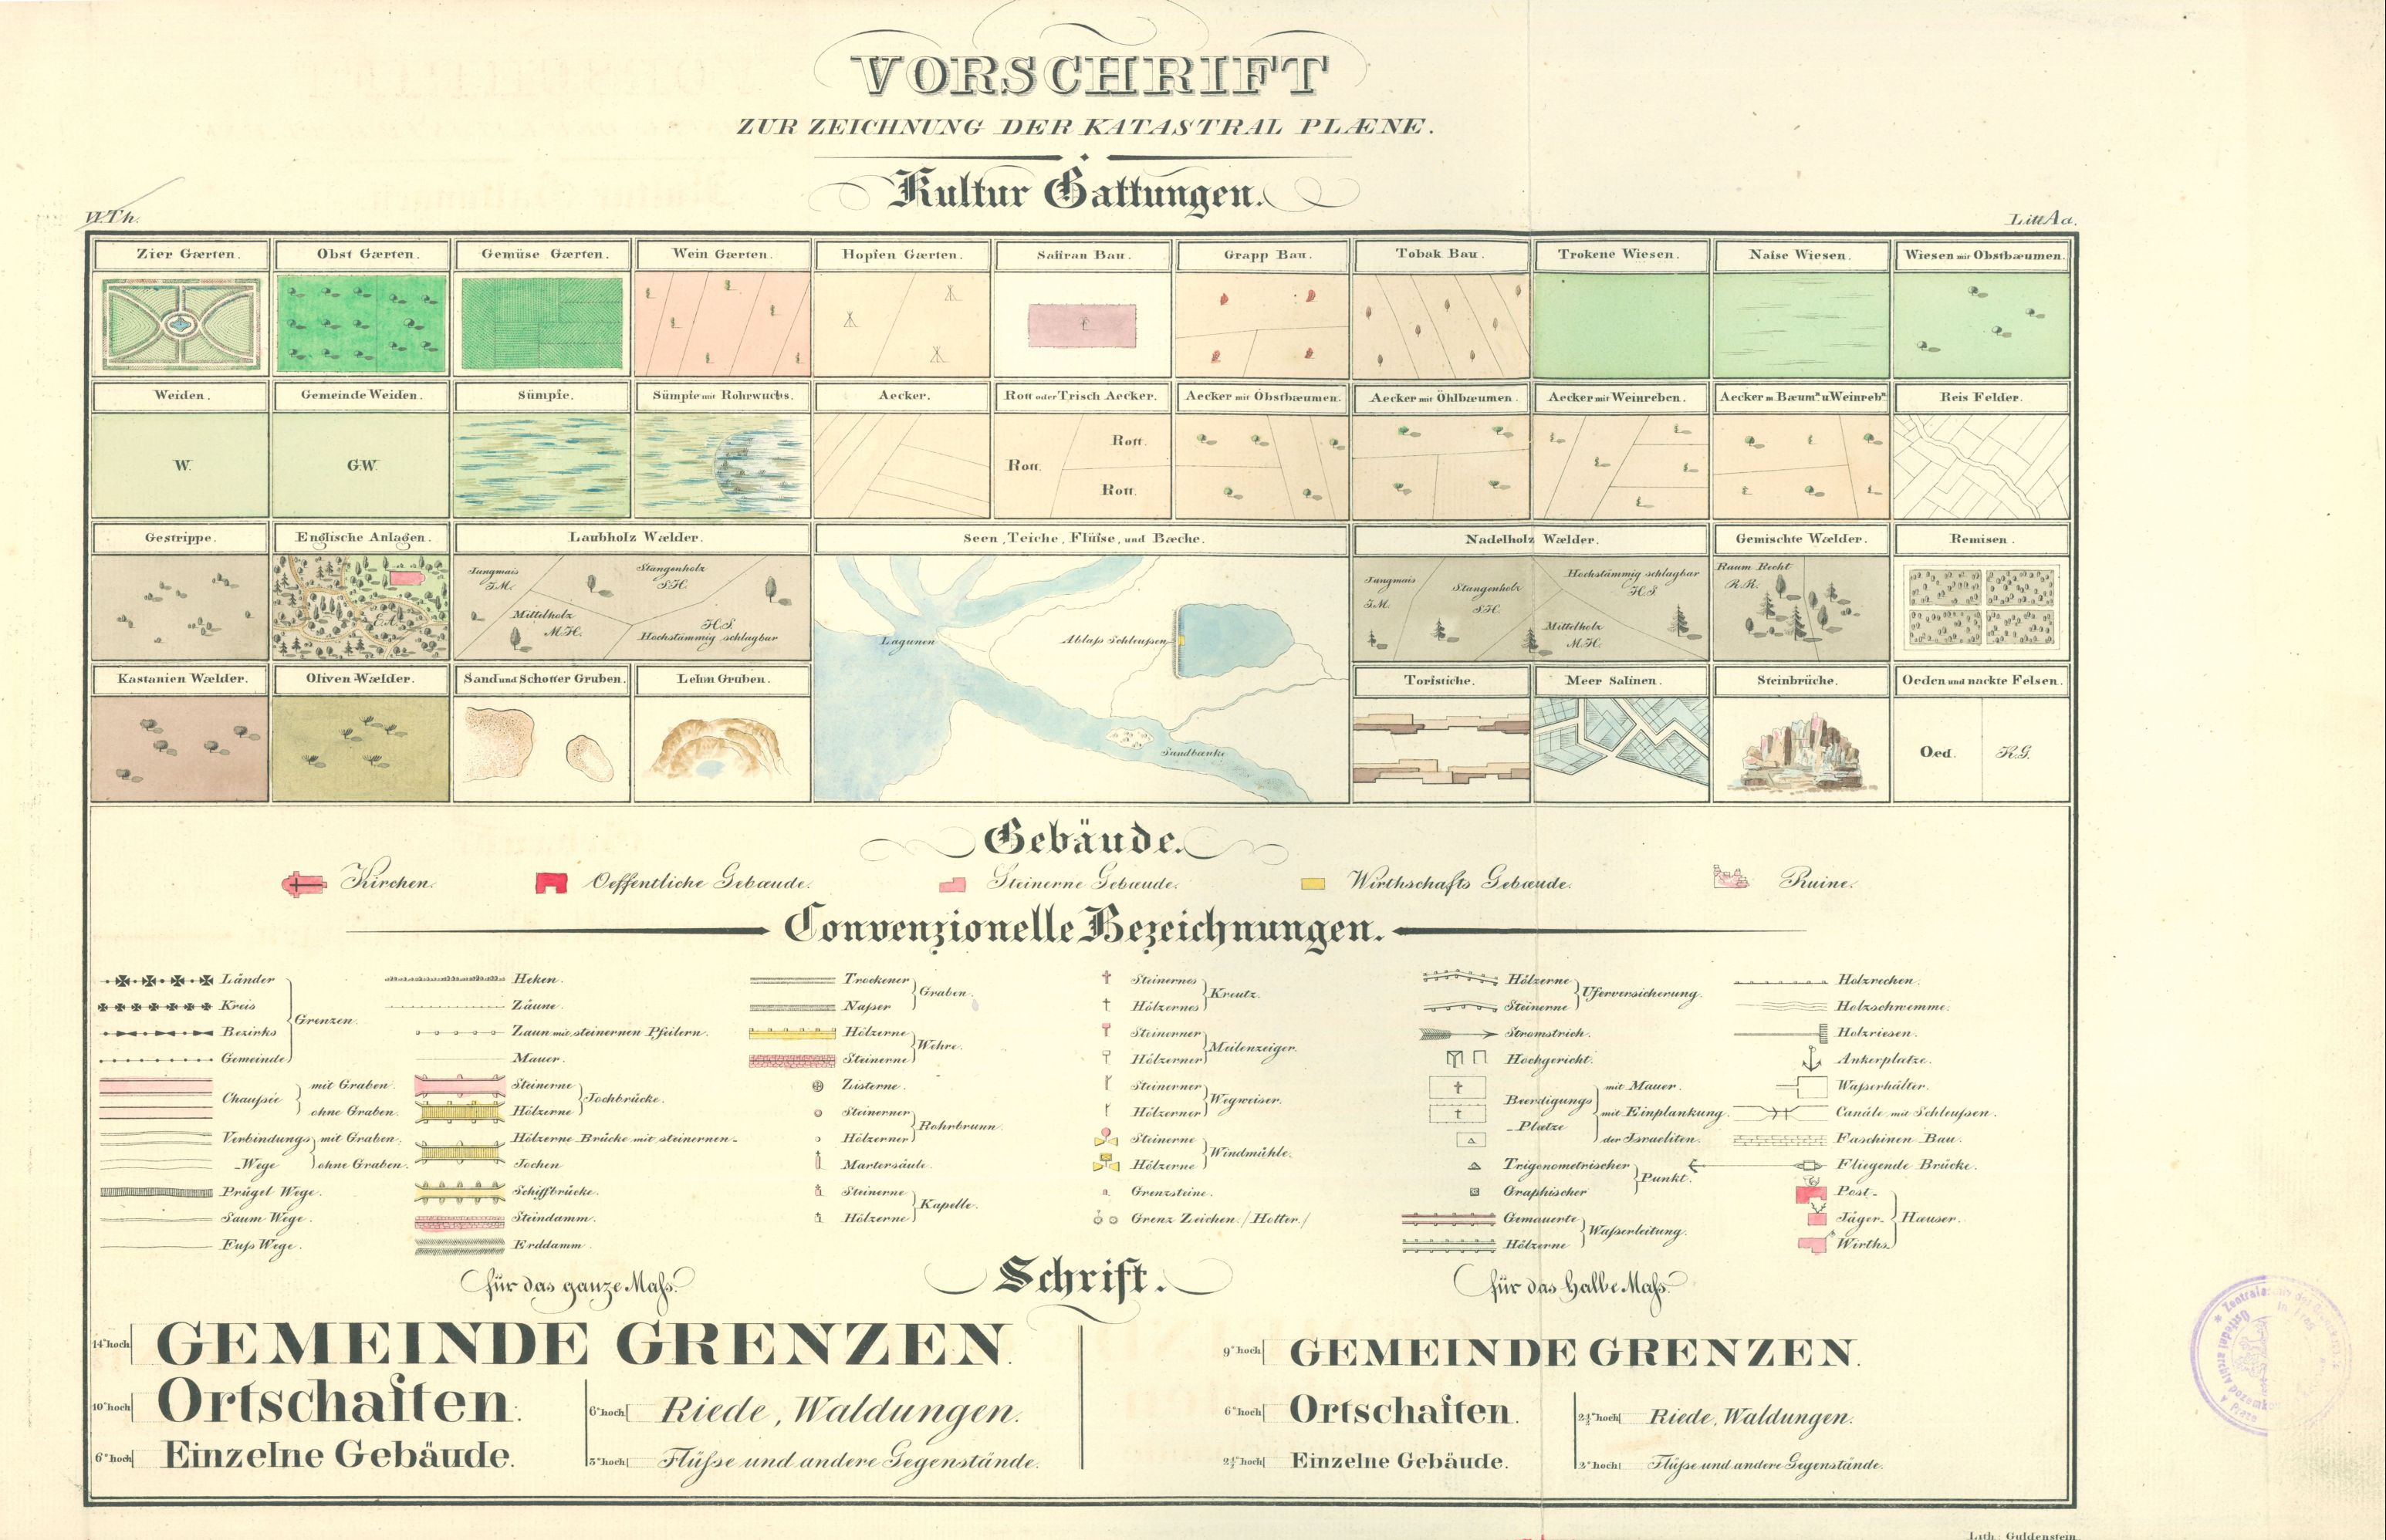 VORSCHRIFT
ZUR ZEICHNUNG DER KATASTRAL PLÆNE.
Kultur Gattungen.
W.Th.
Litt Aa.
Zier Gærten.
Obst Gærten.
Gemüse Gærten.
Wein Gærten.
Hopfen Gærten.
Saffran Bau.
Grapp Bau.
Tobak Bau.
Trokene Wiesen.
Naſse Wiesen.
Wiesen mit Obstbæumen.
Weiden.
Gemeinde Weiden.
Sümpfe.
Sümpfe mit Rohrwuchs.
Aecker.
Rott oder Trisch Aecker.
Aecker mit Obstbæumen.
Aecker mit Öhlbæumen.
Aecker mit Weinreben.
Aecker m. Bæumn u. Weinrebn
Reis Felder.
W.
G.W.
Rott.
Rott.
Rott.
Gestrippe.
Englische Anlagen.
Laubholz Wælder.
Seen, Teiche, Flüſse, und Bæche.
Nadelholz Wælder.
Gemischte Wælder.
Remisen.
E.A.
Jungmais
J.M.
Stangenholz
S.H.
Mittelholz
M.H.
H.S.
Hochstämmig schlagbar
Lagunen
Ablaſs Schleuſsen
Sandbænke
Jungmais
J.M.
Stangenholz
S.H.
Hochstämmig schlagbar
H.S.
Mittelholz
M.H.
Raum Recht
R.R.
Kastanien Wælder.
Oliven Wælder.
Sand und Schotter Gruben.
Lehm Gruben.
Torfstiche.
Meer Salinen.
Steinbrüche.
Oeden und nackte Felsen.
Oed.
K.G.
Gebäude.
Kirchen.
Oeffentliche Gebæude.
Steinerne Gebæude.
Wirthschafts Gebæude.
Ruine.
Convenzionelle Bezeichnungen.
Länder
Kreis
Bezirks
Gemeinde
Grenzen.
Chauſsée
mit Graben.
ohne Graben.
Verbindungs
-Wege
mit Graben.
ohne Graben.
Prügel Wege.
Saum Wege.
Fuſs Wege.
Heken.
Zäune.
Zaun mit steinernen Pfeilern.
Mauer.
Steinerne
Hölzerne
Jochbrücke.
Hölzerne Brücke mit steinernen-
Jochen
Schiffbrücke.
Steindamm.
Erddamm.
Trockener
Naſser
Graben.
Hölzerne
Steinerne
Wehre.
Zisterne.
Steinerner
Hölzerner
Rohrbrunn.
Martersäule.
Steinerne
Hölzerne
Kapelle.
Steinernes
Hölzernes
Kreutz.
Steinerner
Hölzerner
Meilenzeiger.
Steinerner
Hölzerner
Wegweiser.
Steinerne
Hölzerne
Windmühle.
Grenzsteine.
Grenz Zeichen. / Hotter. /
Hölzerne
Steinerne
Uferversicherung.
Stromstrich.
Hochgericht.
Beerdigungs
-Plætze
mit Mauer.
mit Einplankung.
der Israeliten.
Trigonometrischer
Graphischer
Punkt.
Gemauerte
Hölzerne
Waſserleitung.
Holzrechen.
Holzschwemme.
Holzriesen.
Ankerplatze.
Waſserhälter.
Canäle mit Schleuſsen.
Faschinen Bau.
Fliegende Brücke.
Post-
Jäger-
Wirths
Hæuser.
Schrift.
für das ganze Maſs.
für das Halbe Maſs.
14‴ hoch
GEMEINDE GRENZEN.
10‴ hoch
Ortschaften.
6‴ hoch
Einzelne Gebäude.
6‴ hoch
Riede, Waldungen.
3‴ hoch
Flüſse und andere Gegenstände.
9‴ hoch
GEMEINDE GRENZEN.
6‴ hoch
Ortschaften.
2½‴ hoch
Einzelne Gebäude.
2½‴ hoch
Riede, Waldungen.
2‴ hoch
Flüſse und andere Gegenstände.
Lith: Guldenstein.